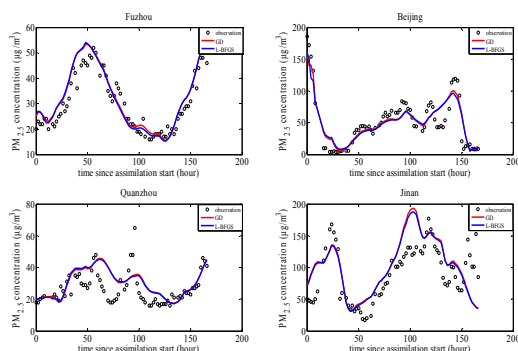 Fuzhou
60
50
40
30
20
10
0 50 100 150 200
PM2.5 concentration (μg/m³)
time since assimilation start (hour)
observation
GD
L-BFGS
Beijing
200
150
100
50
0
0 50 100 150 200
PM2.5 concentration (μg/m³)
time since assimilation start (hour)
observation
GD
L-BFGS
Quanzhou
80
60
40
20
0
0 50 100 150 200
PM2.5 concentration (μg/m³)
time since assimilation start (hour)
observation
GD
L-BFGS
Jinan
200
150
100
50
0
0 50 100 150 200
PM2.5 concentration (μg/m³)
time since assimilation start (hour)
observation
GD
L-BFGS